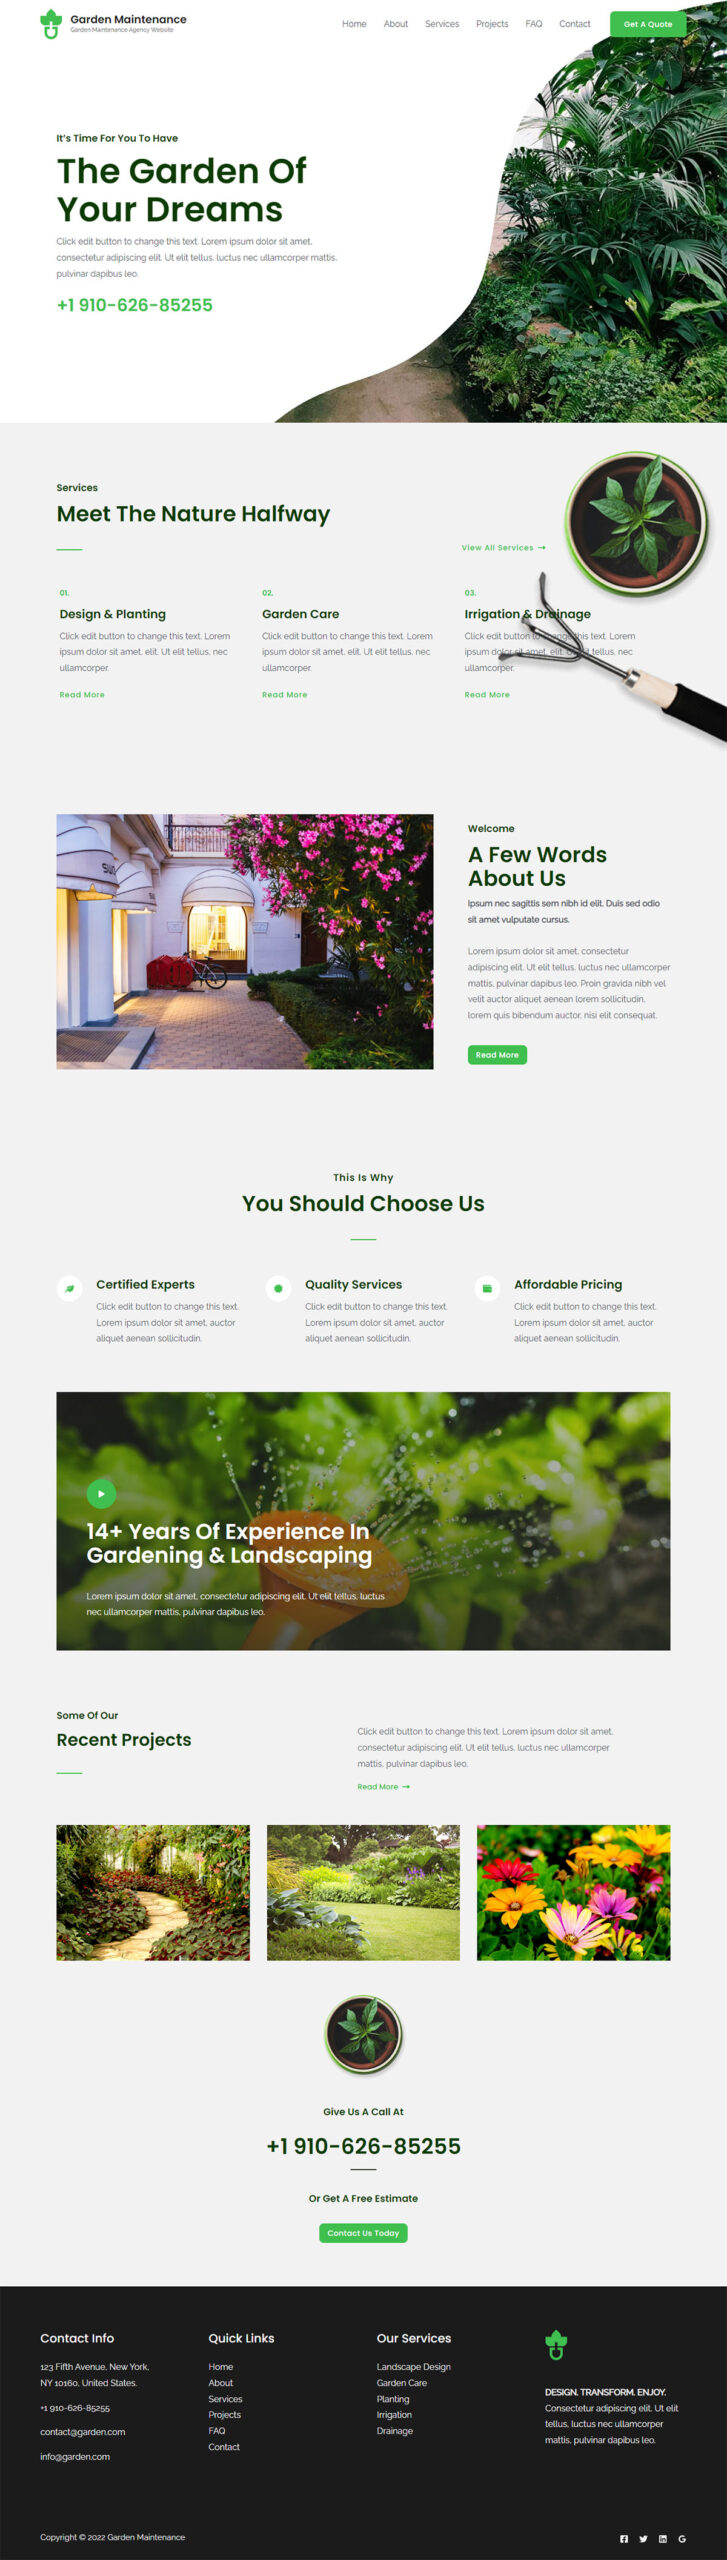 Garden Maintenance
Garden Maintenance Agency Website
Home
About
Services
Projects
FAQ
Contact
Get A Quote
It's Time For You To Have
The Garden Of
Your Dreams
Click edit button to change this text. Lorem ipsum dolor sit amet,
consectetur adipiscing elit. Ut elit tellus, luctus nec ullamcorper mattis,
pulvinar dapibus leo.
+1 910-626-85255
Services
Meet The Nature Halfway
View All Services →
01.
Design & Planting
Click edit button to change this text. Lorem
ipsum dolor sit amet, elit. Ut elit tellus, nec
ullamcorper.
Read More
02.
Garden Care
Click edit button to change this text. Lorem
ipsum dolor sit amet, elit. Ut elit tellus, nec
ullamcorper.
Read More
03.
Irrigation & Drainage
Click edit button to change this text. Lorem
ipsum dolor sit amet, elit. Ut elit tellus, nec
ullamcorper.
Read More
Welcome
A Few Words
About Us
Ipsum nec sagittis sem nibh id elit. Duis sed odio
sit amet vulputate cursus.
Lorem ipsum dolor sit amet, consectetur
adipiscing elit. Ut elit tellus, luctus nec ullamcorper
mattis, pulvinar dapibus leo. Proin gravida nibh vel
velit auctor aliquet aenean lorem sollicitudin,
lorem quis bibendum auctor, nisi elit consequat.
Read More
This Is Why
You Should Choose Us
Certified Experts
Click edit button to change this text.
Lorem ipsum dolor sit amet, auctor
aliquet aenean sollicitudin.
Quality Services
Click edit button to change this text.
Lorem ipsum dolor sit amet, auctor
aliquet aenean sollicitudin.
Affordable Pricing
Click edit button to change this text.
Lorem ipsum dolor sit amet, auctor
aliquet aenean sollicitudin.
14+ Years Of Experience In
Gardening & Landscaping
Lorem ipsum dolor sit amet, consectetur adipiscing elit. Ut elit tellus, luctus
nec ullamcorper mattis, pulvinar dapibus leo.
Some Of Our
Recent Projects
Click edit button to change this text. Lorem ipsum dolor sit amet,
consectetur adipiscing elit. Ut elit tellus, luctus nec ullamcorper
mattis, pulvinar dapibus leo.
Read More →
Give Us A Call At
+1 910-626-85255
Or Get A Free Estimate
Contact Us Today
Contact Info
123 Fifth Avenue, New York,
NY 10160, United States.
+1 910-626-85255
contact@garden.com
info@garden.com
Quick Links
Home
About
Services
Projects
FAQ
Contact
Our Services
Landscape Design
Garden Care
Planting
Irrigation
Drainage
DESIGN. TRANSFORM. ENJOY.
Consectetur adipiscing elit. Ut elit
tellus, luctus nec ullamcorper
mattis, pulvinar dapibus leo.
Copyright © 2022 Garden Maintenance